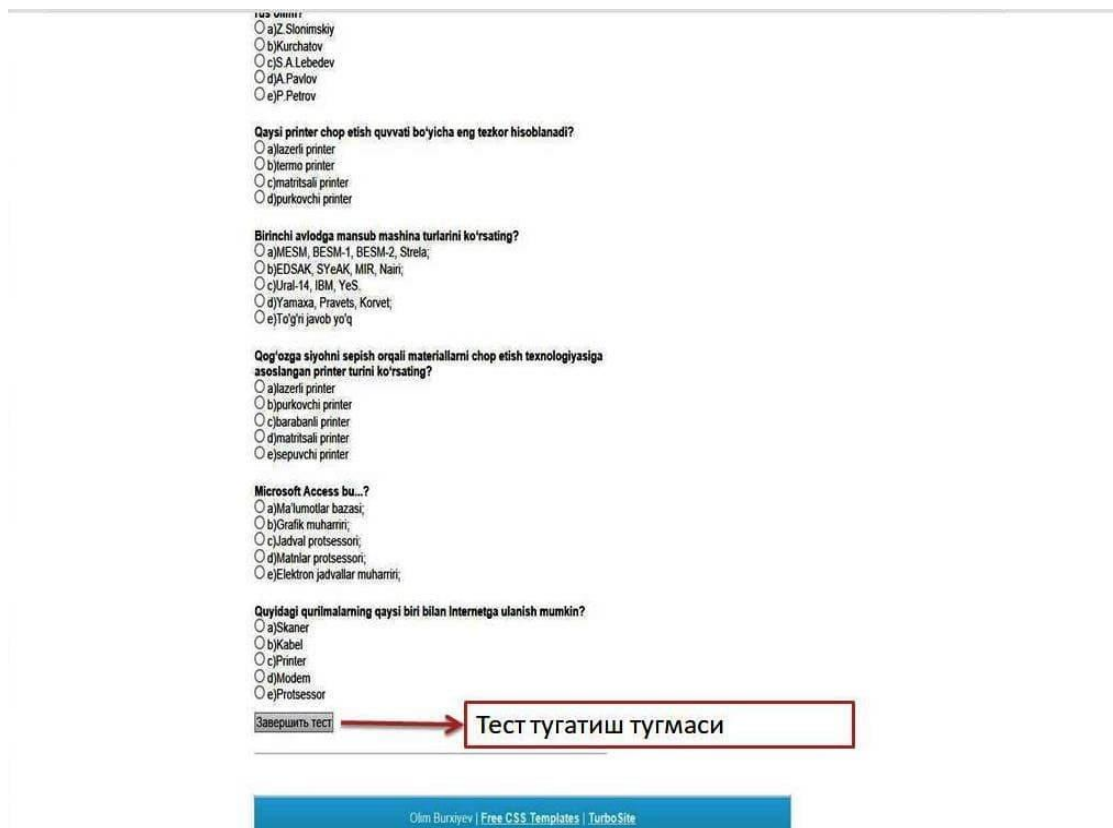 rus olimi?
a)Z.Slonimskiy
b)Kurchatov
c)S.A.Lebedev
d)A.Pavlov
e)P.Petrov
Qaysi printer chop etish quvvati bo'yicha eng tezkor hisoblanadi?
a)lazerli printer
b)termo printer
c)matritsali printer
d)purkovchi printer
Birinchi avlodga mansub mashina turlarini ko'rsating?
a)MESM, BESM-1, BESM-2, Strela;
b)EDSAK, SYeAK, MIR, Nairi;
c)Ural-14, IBM, YeS.
d)Yamaxa, Pravets, Korvet;
e)To'g'ri javob yo'q
Qog'ozga siyohni sepish orqali materiallarni chop etish texnologiyasiga
asoslangan printer turini ko'rsating?
a)lazerli printer
b)purkovchi printer
c)barabanli printer
d)matritsali printer
e)sepuvchi printer
Microsoft Access bu...?
a)Ma'lumotlar bazasi;
b)Grafik muharriri;
c)Jadval protsessori;
d)Matnlar protsessori;
e)Elektron jadvallar muharriri;
Quyidagi qurilmalarning qaysi biri bilan Internetga ulanish mumkin?
a)Skaner
b)Kabel
c)Printer
d)Modem
e)Protsessor
Завершить тест
Тест тугатиш тугмаси
Olim Burxiyev | Free CSS Templates | TurboSite